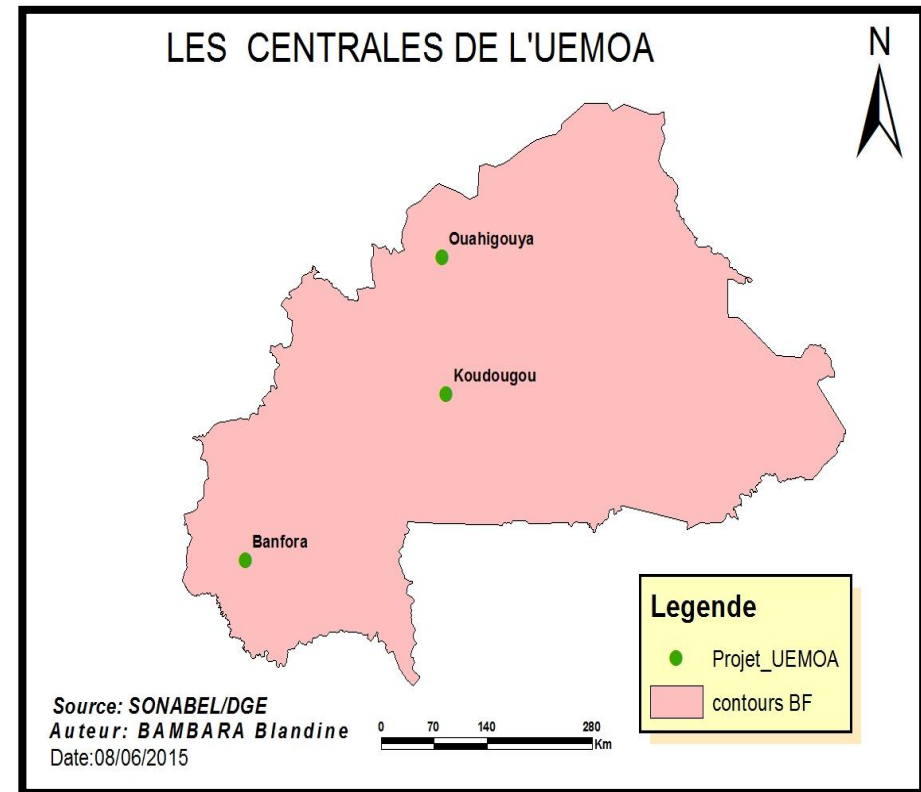 LES CENTRALES DE L'UEMOA
N
Ouahigouya
Koudougou
Banfora
Legende
Projet_UEMOA
contours BF
Source: SONABEL/DGE
Auteur: BAMBARA Blandine
Date:08/06/2015
0 70 140 280
Km